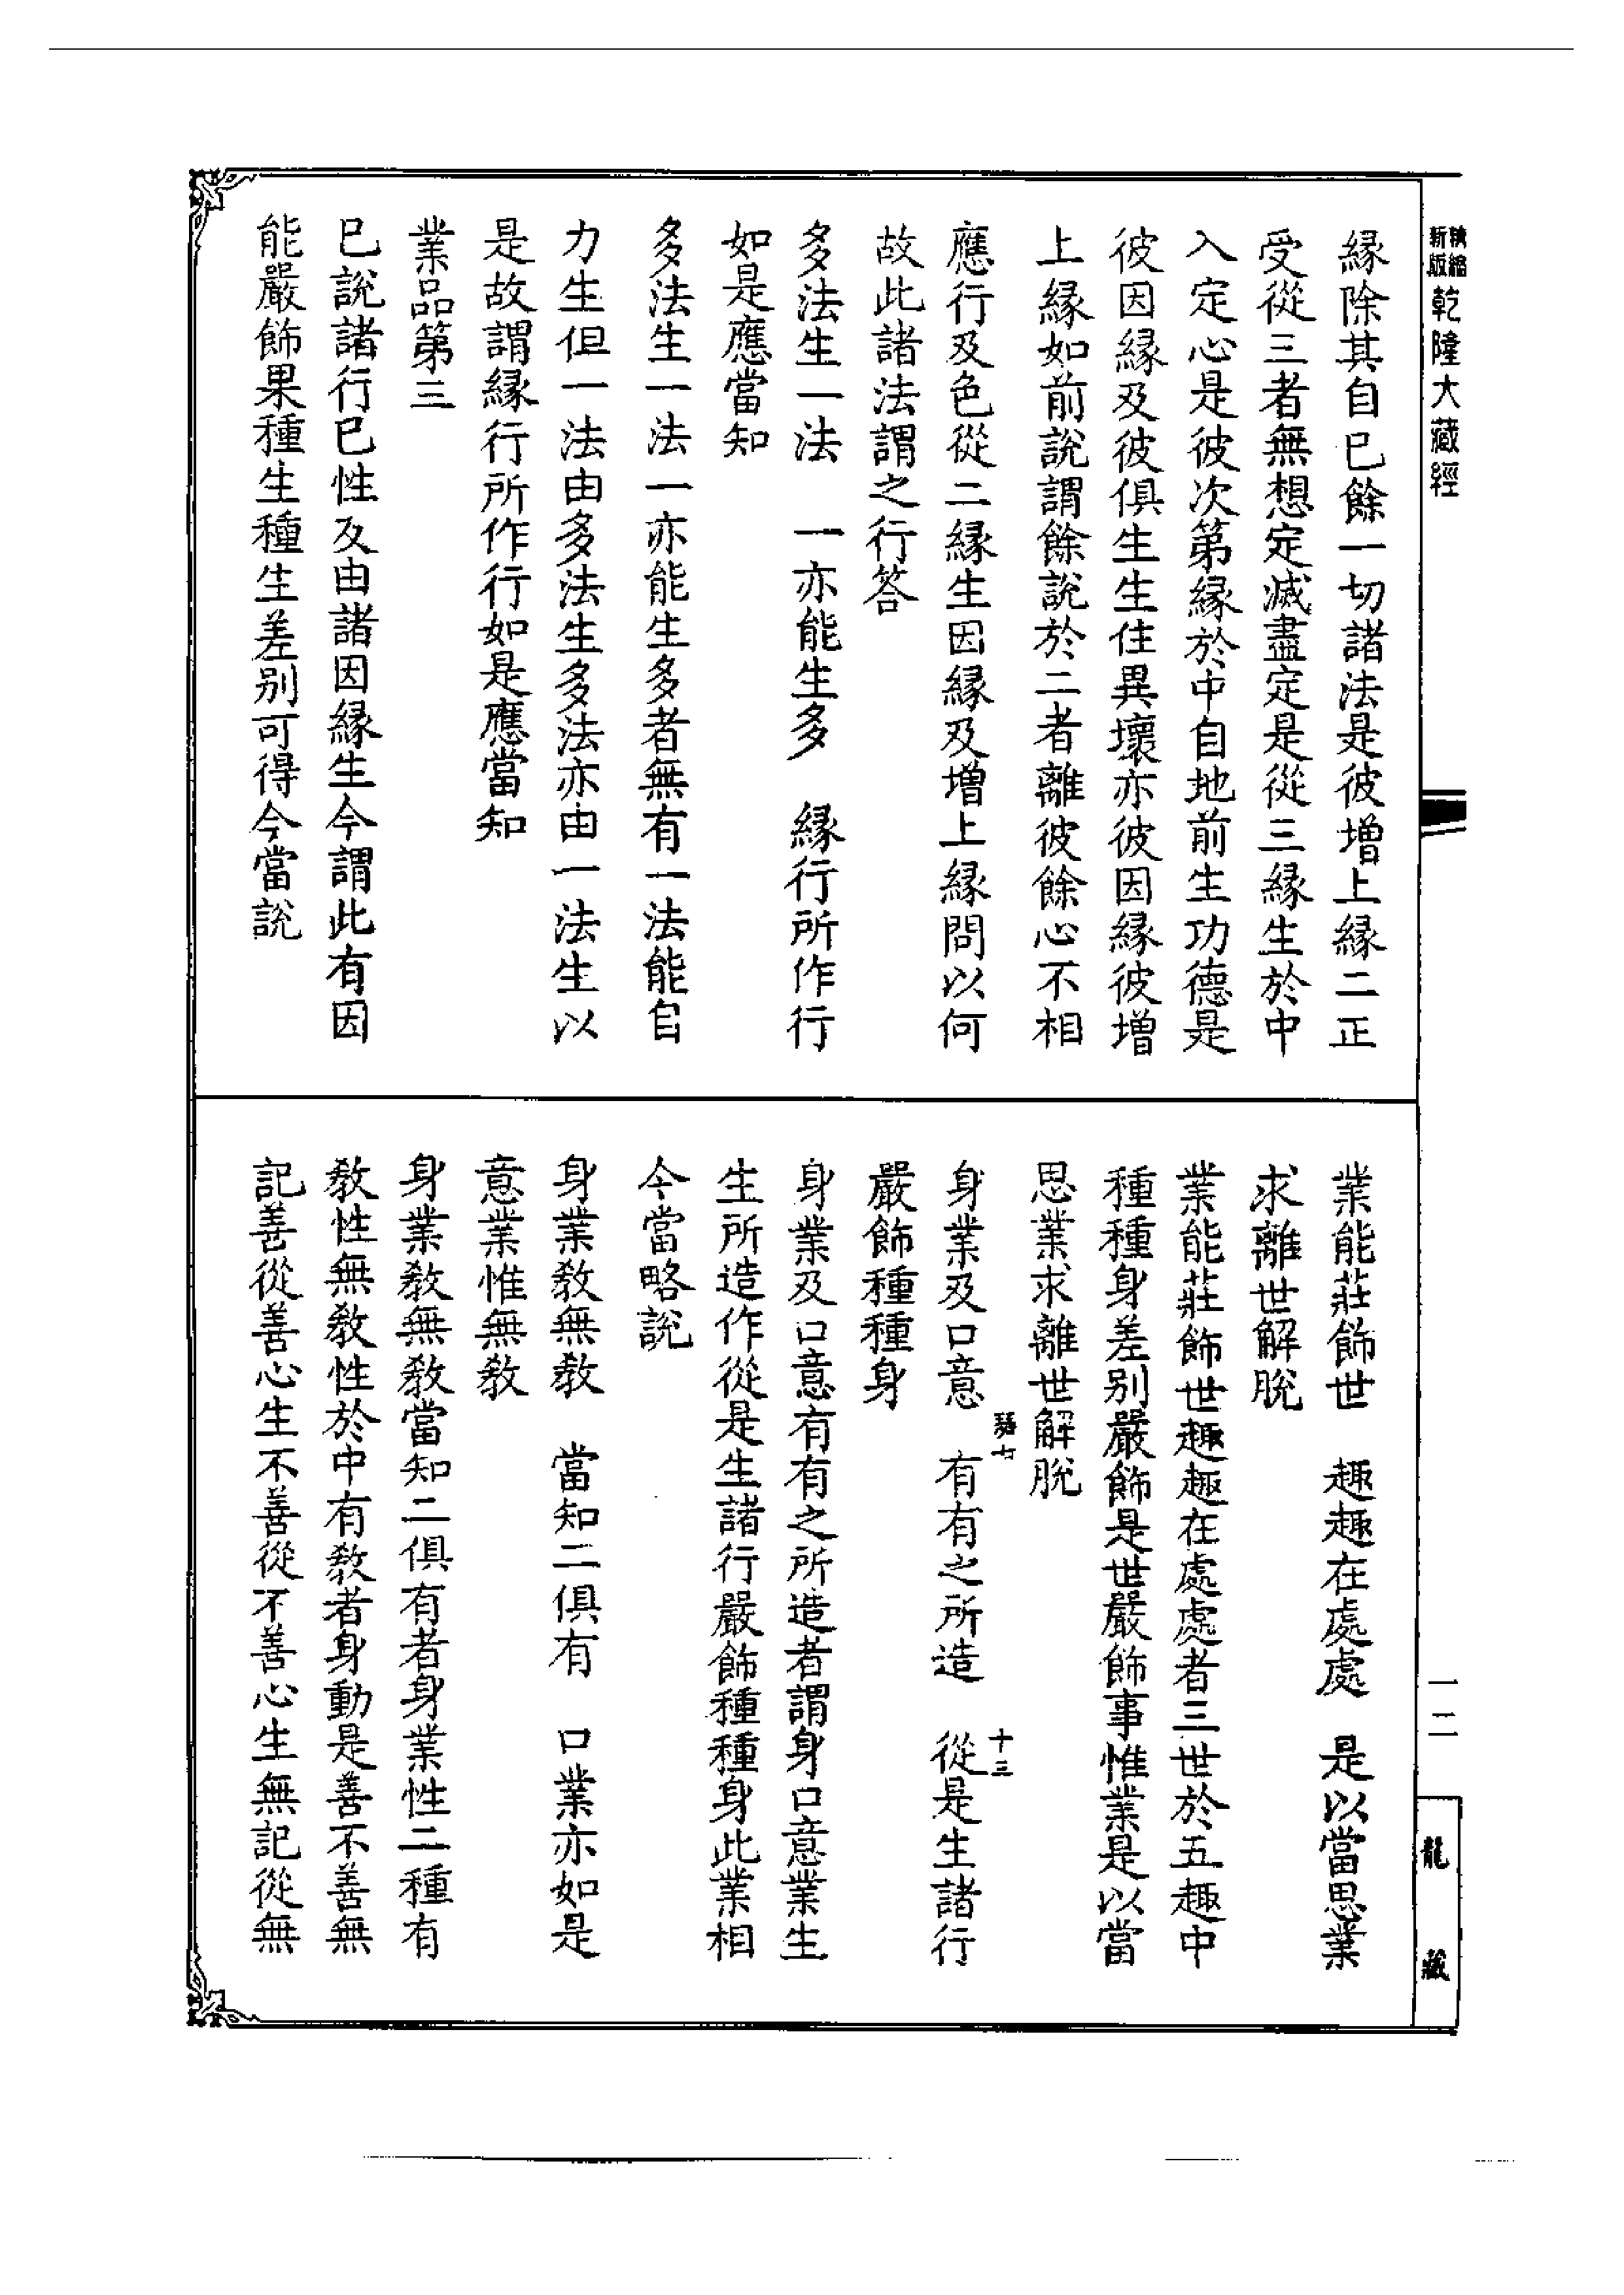 新版精縮
乾隆大藏經
緣除其自已餘一切諸法是彼增上緣二正
受從三者無想定滅盡定是從三緣生於中
入定心是彼次第緣於中自地前生功德是
彼因緣及彼俱生生住異壞亦彼因緣彼增
上緣如前說謂餘說於二者離彼餘心不相
應行及色從二緣生因緣及增上緣問以何
故此諸法謂之行答
多法生一法　一亦能生多　緣行所作行
如是應當知
多法生一法一亦能生多者無有一法能自
力生但一法由多法生多法亦由一法生以
是故謂緣行所作行如是應當知
業品第三
已說諸行已性及由諸因緣生今謂此有因
能嚴飾果種生種生差别可得今當說
業能莊飾世　趣趣在處處　是以當思業
求離世解脫
業能莊飾世趣趣在處處者三世於五趣中
種種身差别嚴飾是世嚴飾事惟業是以當
思業求離世解脫
身業及口意　有有之所造　從是生諸行
嚴飾種種身
身業及口意有有之所造者謂身口意業生
生所造作從是生諸行嚴飾種種身此業相
今當略說
身業教無教　當知二俱有　口業亦如是
意業惟無教
身業教無教當知二俱有者身業性二種有
教性無教性於中有教者身動是善不善無
記善從善心生不善從不善心生無記從無
十三
一二
龍藏